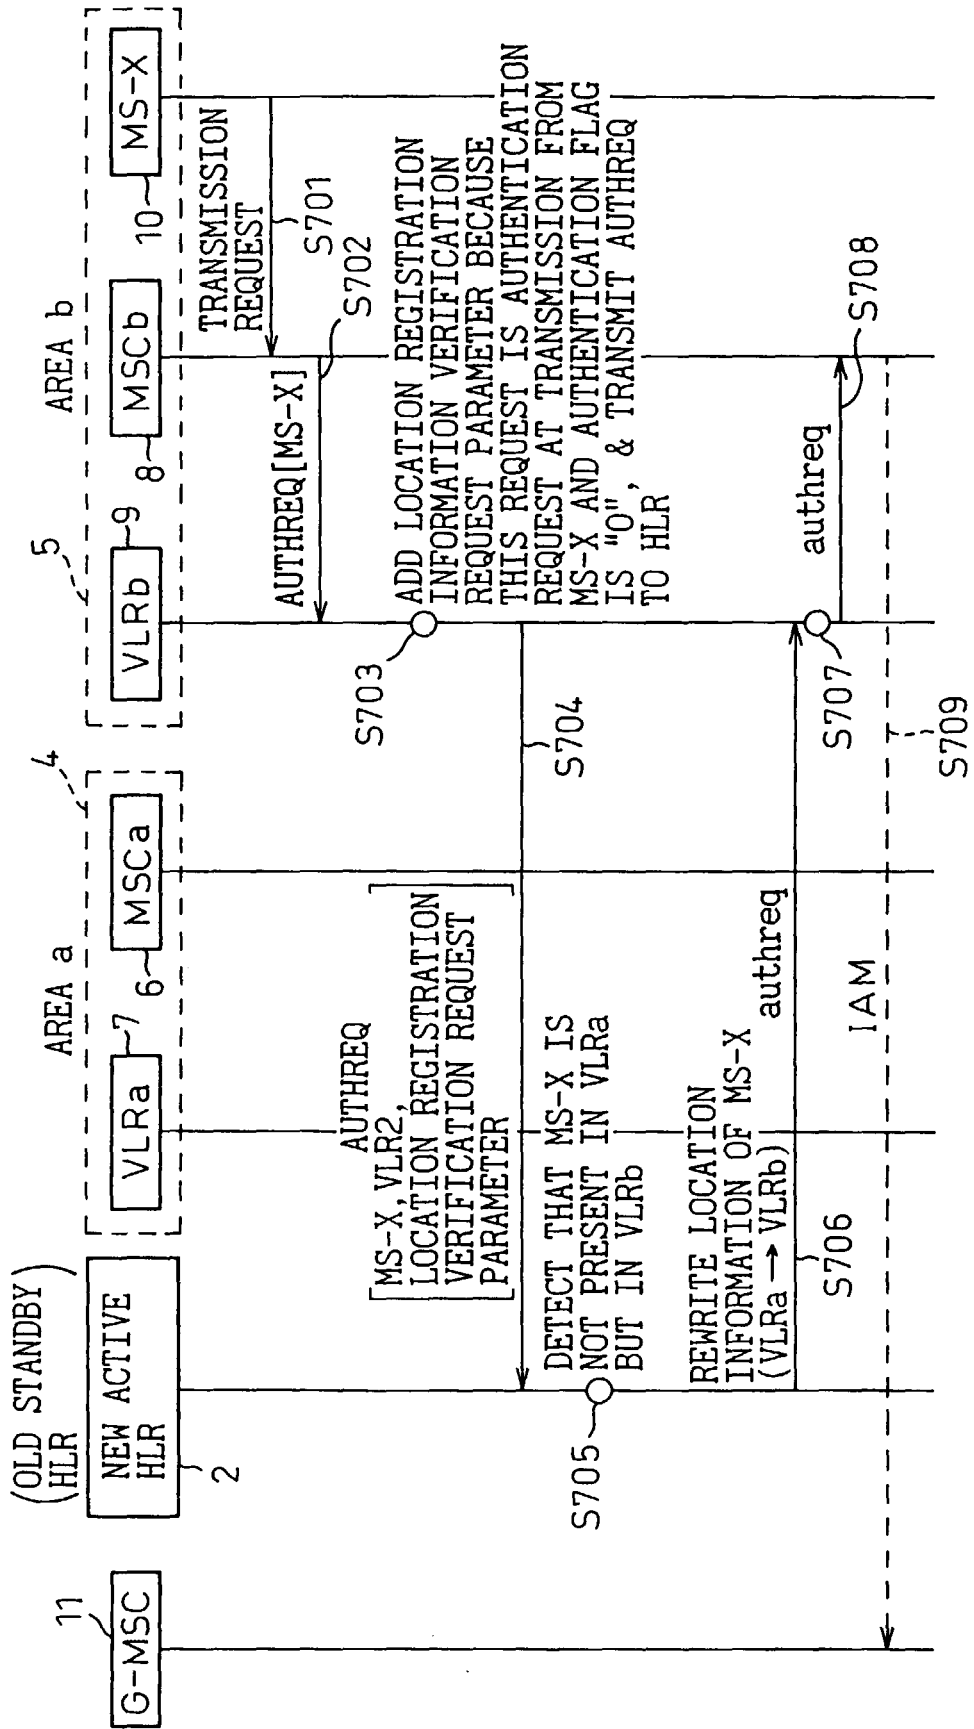 (OLD STANDBY
HLR)
11
G-MSC
NEW ACTIVE
HLR
2
AREA a
4
VLRa
7
MSCa
6
AREA b
5
VLRb
9
MSCb
8
MS-X
10
TRANSMISSION
REQUEST
S701
AUTHREQ[MS-X]
S702
S703
ADD LOCATION REGISTRATION
INFORMATION VERIFICATION
REQUEST PARAMETER BECAUSE
THIS REQUEST IS AUTHENTICATION
REQUEST AT TRANSMISSION FROM
MS-X AND AUTHENTICATION FLAG
IS "0", & TRANSMIT AUTHREQ
TO HLR
AUTHREQ
[MS-X, VLR2,
LOCATION REGISTRATION
VERIFICATION REQUEST
PARAMETER]
S704
S705
DETECT THAT MS-X IS
NOT PRESENT IN VLRa
BUT IN VLRb
REWRITE LOCATION
INFORMATION OF MS-X
(VLRa → VLRb)
authreq
S706
S707
authreq
S708
IAM
S709